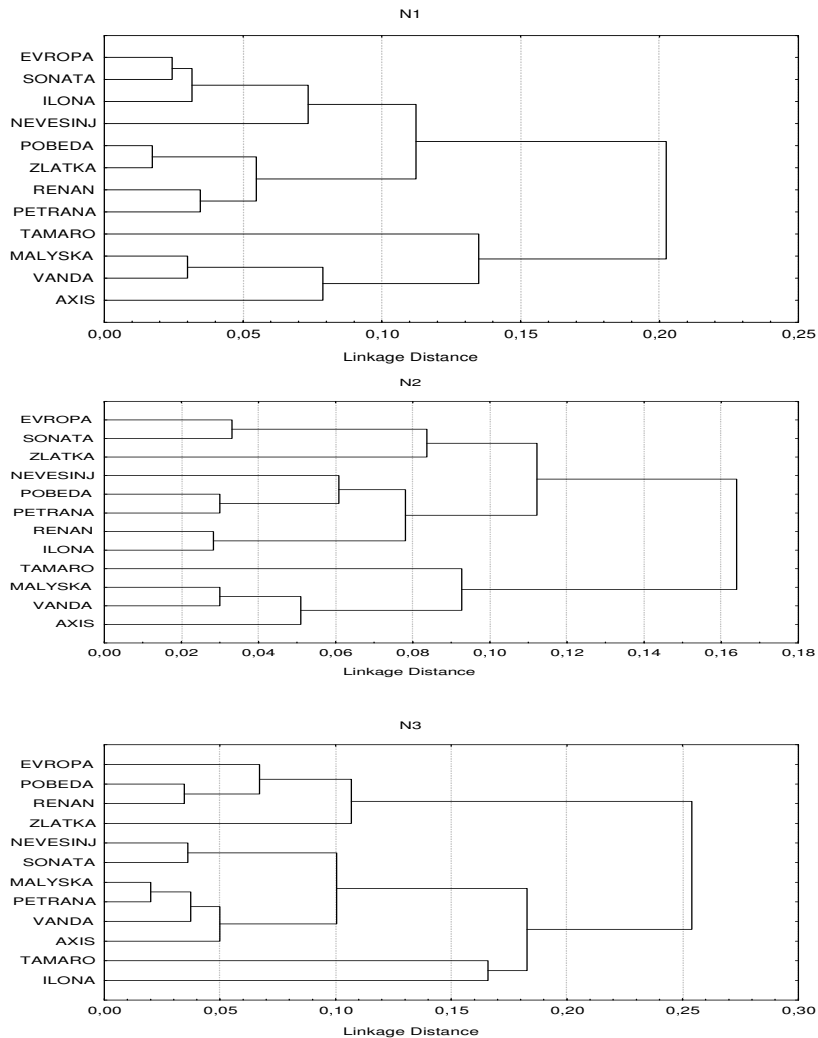 N1
EVROPA
SONATA
ILONA
NEVESINJ
POBEDA
ZLATKA
RENAN
PETRANA
TAMARO
MALYSKA
VANDA
AXIS
0,00 0,05 0,10 0,15 0,20 0,25
Linkage Distance
N2
EVROPA
SONATA
ZLATKA
NEVESINJ
POBEDA
PETRANA
RENAN
ILONA
TAMARO
MALYSKA
VANDA
AXIS
0,00 0,02 0,04 0,06 0,08 0,10 0,12 0,14 0,16 0,18
Linkage Distance
N3
EVROPA
POBEDA
RENAN
ZLATKA
NEVESINJ
SONATA
MALYSKA
PETRANA
VANDA
AXIS
TAMARO
ILONA
0,00 0,05 0,10 0,15 0,20 0,25 0,30
Linkage Distance